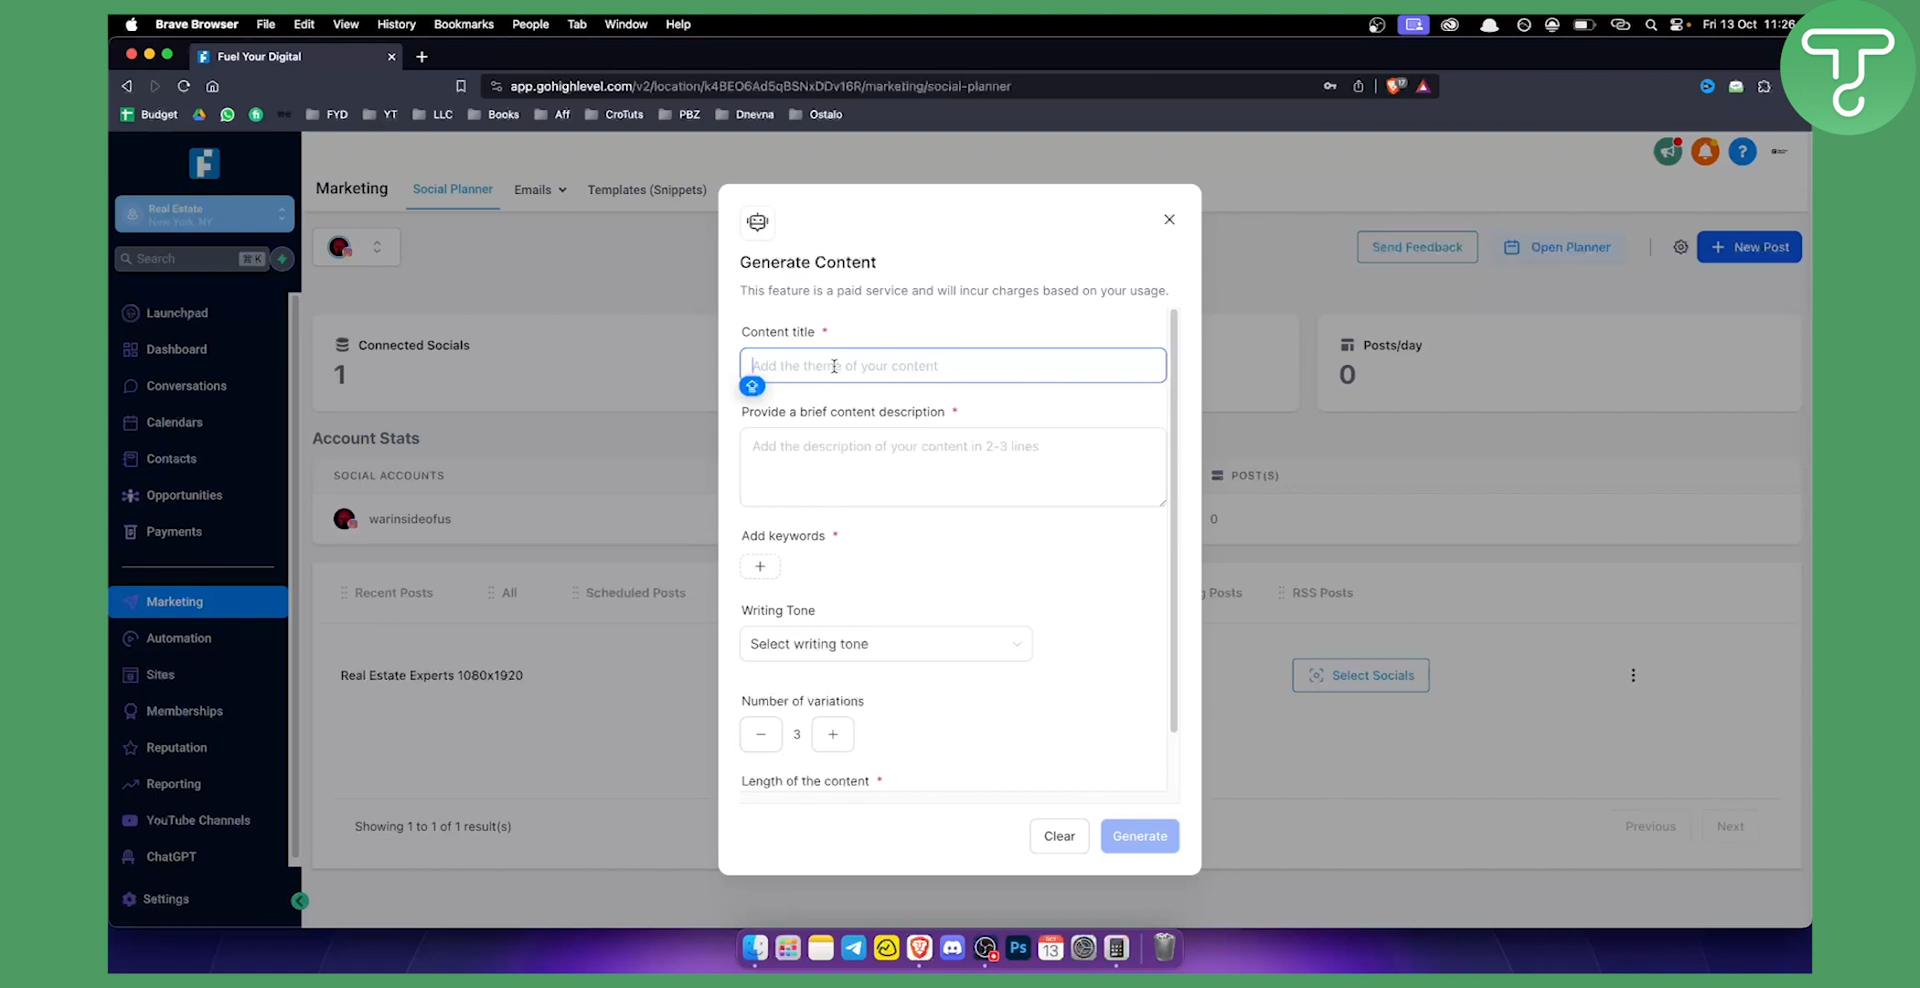 Brave Browser File Edit View History Bookmarks People Tab Window Help Fri 13 Oct 11:26
Fuel Your Digital
app.gohighlevel.com/v2/location/k4BEO6Ad5qBSNxDDv16R/marketing/social-planner
17
Budget FYD YT LLC Books Aff CroTuts PBZ Dnevna Ostalo
Real Estate
New York, NY
Search ⌘ K
Launchpad
Dashboard
Conversations
Calendars
Contacts
Opportunities
Payments
Marketing
Automation
Sites
Memberships
Reputation
Reporting
YouTube Channels
ChatGPT
Settings
Marketing Social Planner Emails Templates (Snippets)
Send Feedback Open Planner + New Post
Connected Socials
1
Posts/day
0
Account Stats
SOCIAL ACCOUNTS POST(S)
warinsideofus 0
Recent Posts All Scheduled Posts Posts RSS Posts
Real Estate Experts 1080x1920 Select Socials
Showing 1 to 1 of 1 result(s) Previous Next
Generate Content
This feature is a paid service and will incur charges based on your usage.
Content title *
Add the theme of your content
Provide a brief content description *
Add the description of your content in 2-3 lines
Add keywords *
+
Writing Tone
Select writing tone
Number of variations
− 3 +
Length of the content *
Clear Generate
Ps
13